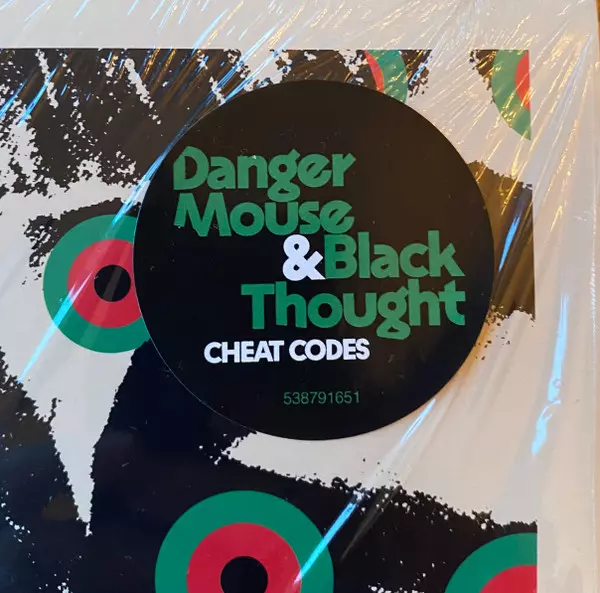 Danger
Mouse
&Black
Thought
CHEAT CODES
538791651